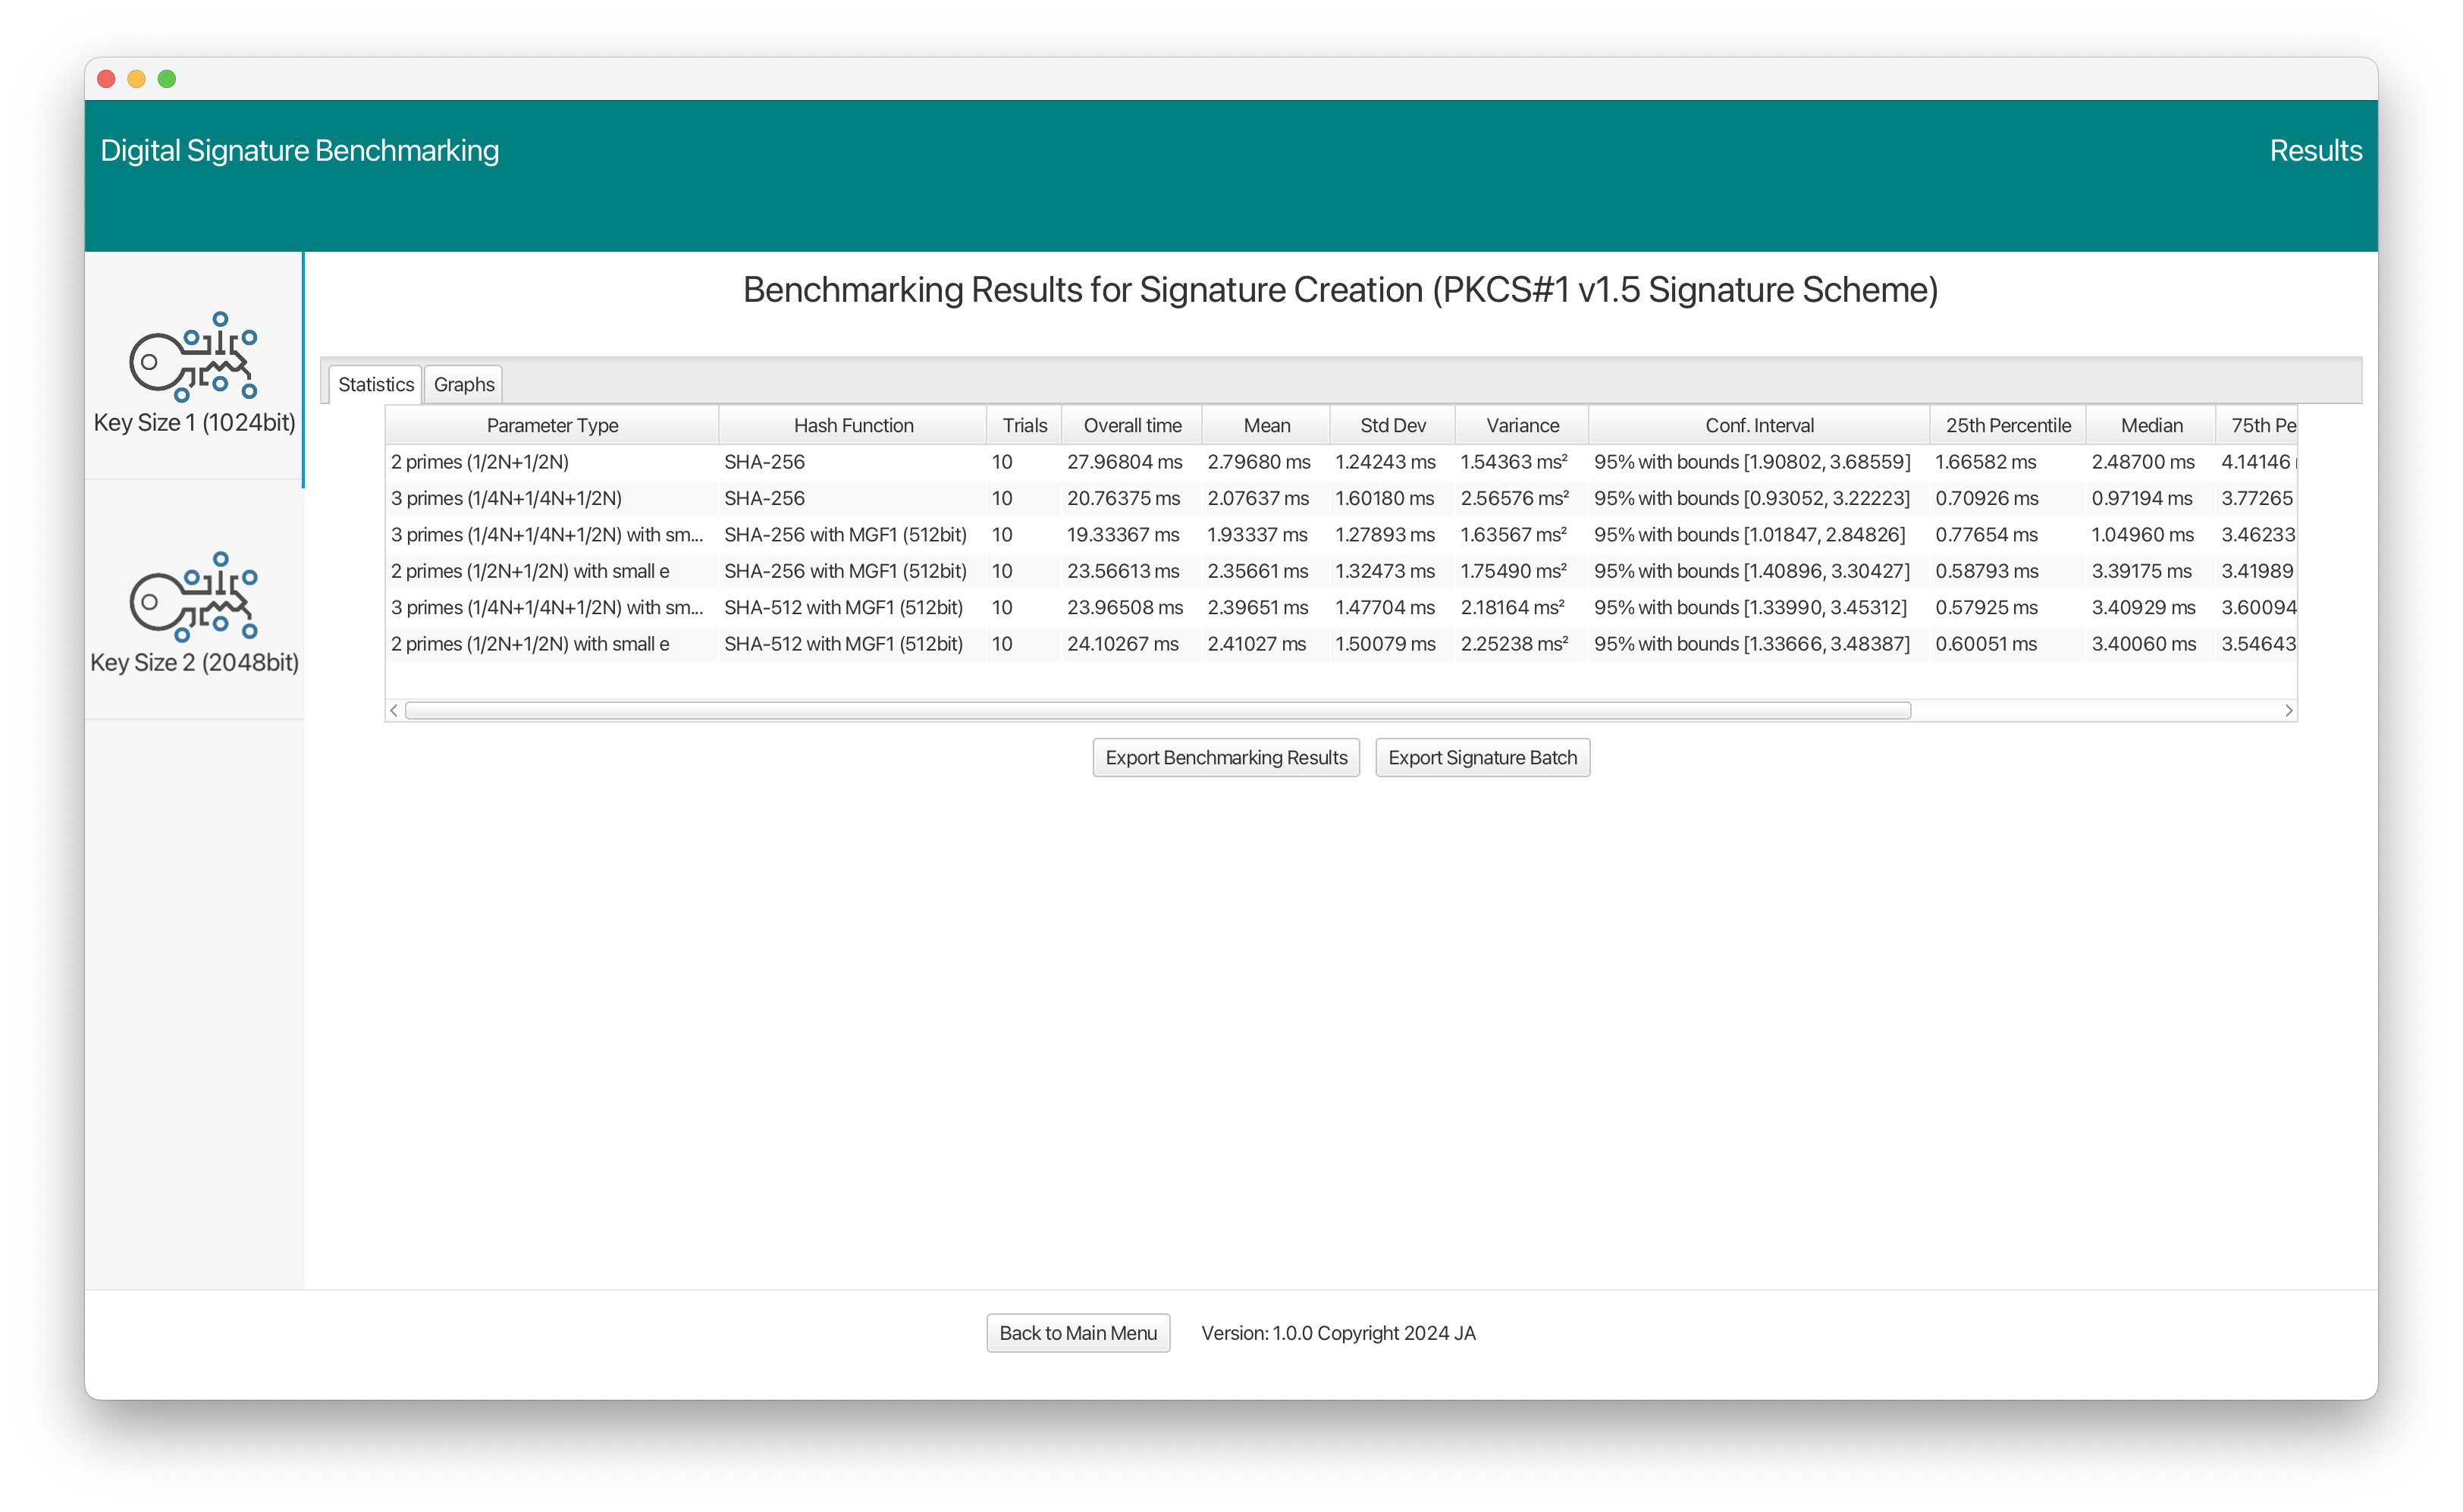 Digital Signature Benchmarking
Results
Key Size 1 (1024bit)
Key Size 2 (2048bit)
Benchmarking Results for Signature Creation (PKCS#1 v1.5 Signature Scheme)
Statistics Graphs
Parameter Type Hash Function Trials Overall time Mean Std Dev Variance Conf. Interval 25th Percentile Median 75th Pe
2 primes (1/2N+1/2N) SHA-256 10 27.96804 ms 2.79680 ms 1.24243 ms 1.54363 ms² 95% with bounds [1.90802, 3.68559] 1.66582 ms 2.48700 ms 4.14146
3 primes (1/4N+1/4N+1/2N) SHA-256 10 20.76375 ms 2.07637 ms 1.60180 ms 2.56576 ms² 95% with bounds [0.93052, 3.22223] 0.70926 ms 0.97194 ms 3.77265
3 primes (1/4N+1/4N+1/2N) with sm... SHA-256 with MGF1 (512bit) 10 19.33367 ms 1.93337 ms 1.27893 ms 1.63567 ms² 95% with bounds [1.01847, 2.84826] 0.77654 ms 1.04960 ms 3.46233
2 primes (1/2N+1/2N) with small e SHA-256 with MGF1 (512bit) 10 23.56613 ms 2.35661 ms 1.32473 ms 1.75490 ms² 95% with bounds [1.40896, 3.30427] 0.58793 ms 3.39175 ms 3.41989
3 primes (1/4N+1/4N+1/2N) with sm... SHA-512 with MGF1 (512bit) 10 23.96508 ms 2.39651 ms 1.47704 ms 2.18164 ms² 95% with bounds [1.33990, 3.45312] 0.57925 ms 3.40929 ms 3.60094
2 primes (1/2N+1/2N) with small e SHA-512 with MGF1 (512bit) 10 24.10267 ms 2.41027 ms 1.50079 ms 2.25238 ms² 95% with bounds [1.33666, 3.48387] 0.60051 ms 3.40060 ms 3.54643
Export Benchmarking Results Export Signature Batch
Back to Main Menu Version: 1.0.0 Copyright 2024 JA